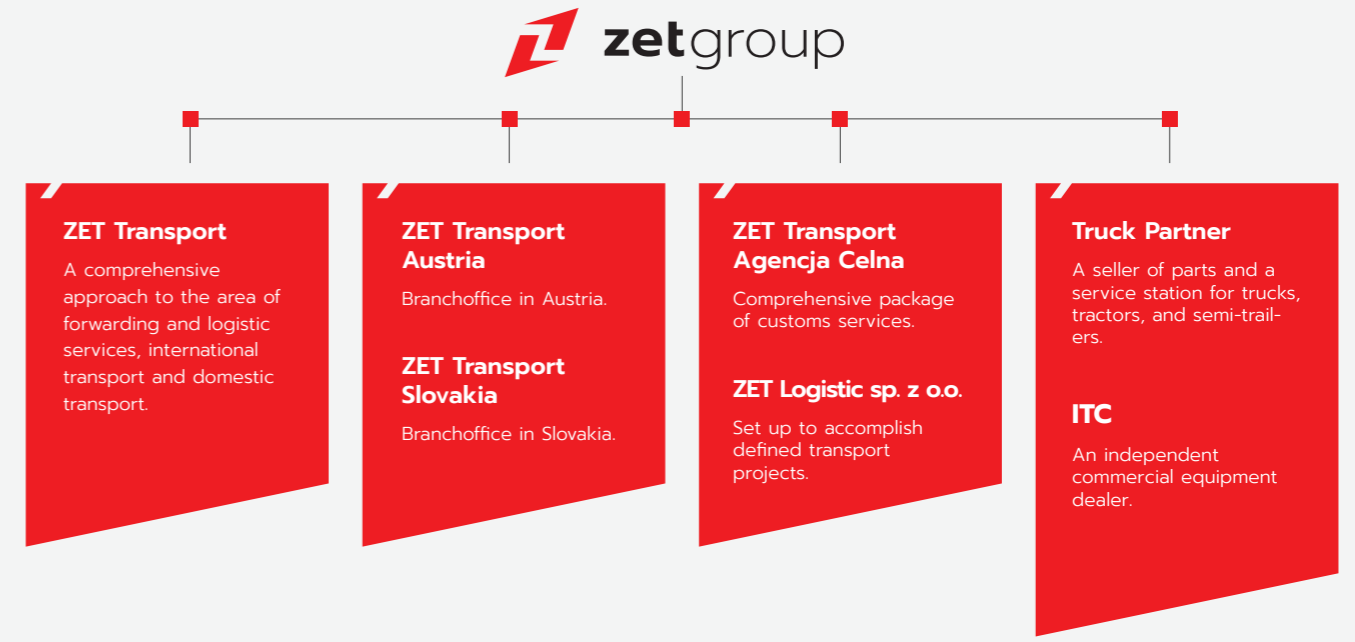 zetgroup
ZET Transport
A comprehensive
approach to the area of
forwarding and logistic
services, international
transport and domestic
transport.
ZET Transport
Austria
Branchoffice in Austria.
ZET Transport
Slovakia
Branchoffice in Slovakia.
ZET Transport
Agencja Celna
Comprehensive package
of customs services.
ZET Logistic sp. z o.o.
Set up to accomplish
defined transport
projects.
Truck Partner
A seller of parts and a
service station for trucks,
tractors, and semi-trail-
ers.
ITC
An independent
commercial equipment
dealer.